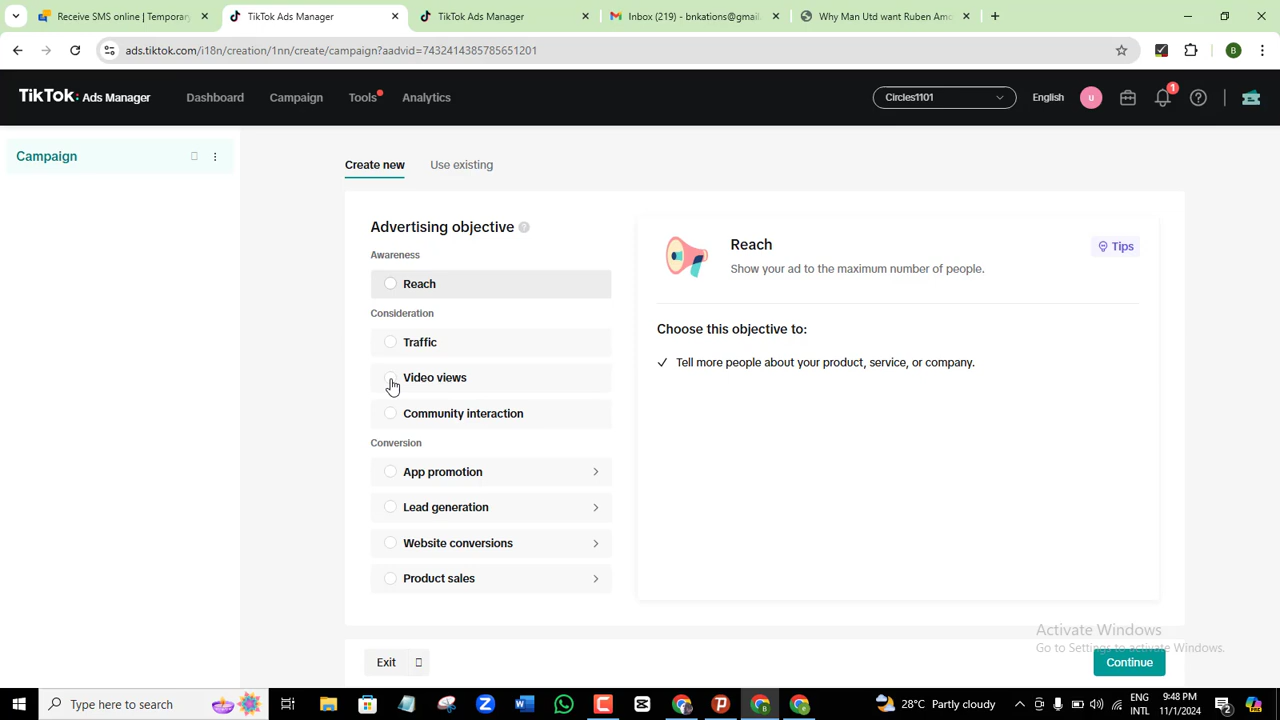 Receive SMS online | Temporar
TikTok Ads Manager
TikTok Ads Manager
Inbox (219) - bnkations@gmail.
Why Man Utd want Ruben Amo
ads.tiktok.com/i18n/creation/1nn/create/campaign?aadvid=7432414385785651201
B
TikTok: Ads Manager
Dashboard
Campaign
Tools
Analytics
Circles1101
English
u
1
Campaign
Create new
Use existing
Advertising objective
Awareness
Reach
Consideration
Traffic
Video views
Community interaction
Conversion
App promotion
Lead generation
Website conversions
Product sales
Reach
Show your ad to the maximum number of people.
Tips
Choose this objective to:
Tell more people about your product, service, or company.
Activate Windows
Go to Settings to activate Windows.
Exit
Continue
Type here to search
28°C Partly cloudy
ENG
INTL
9:48 PM
11/1/2024
2